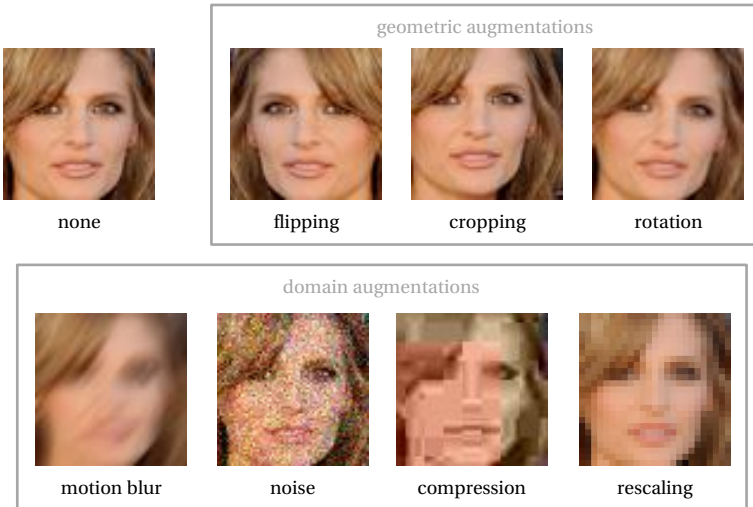 geometric augmentations
none
flipping
cropping
rotation
domain augmentations
motion blur
noise
compression
rescaling